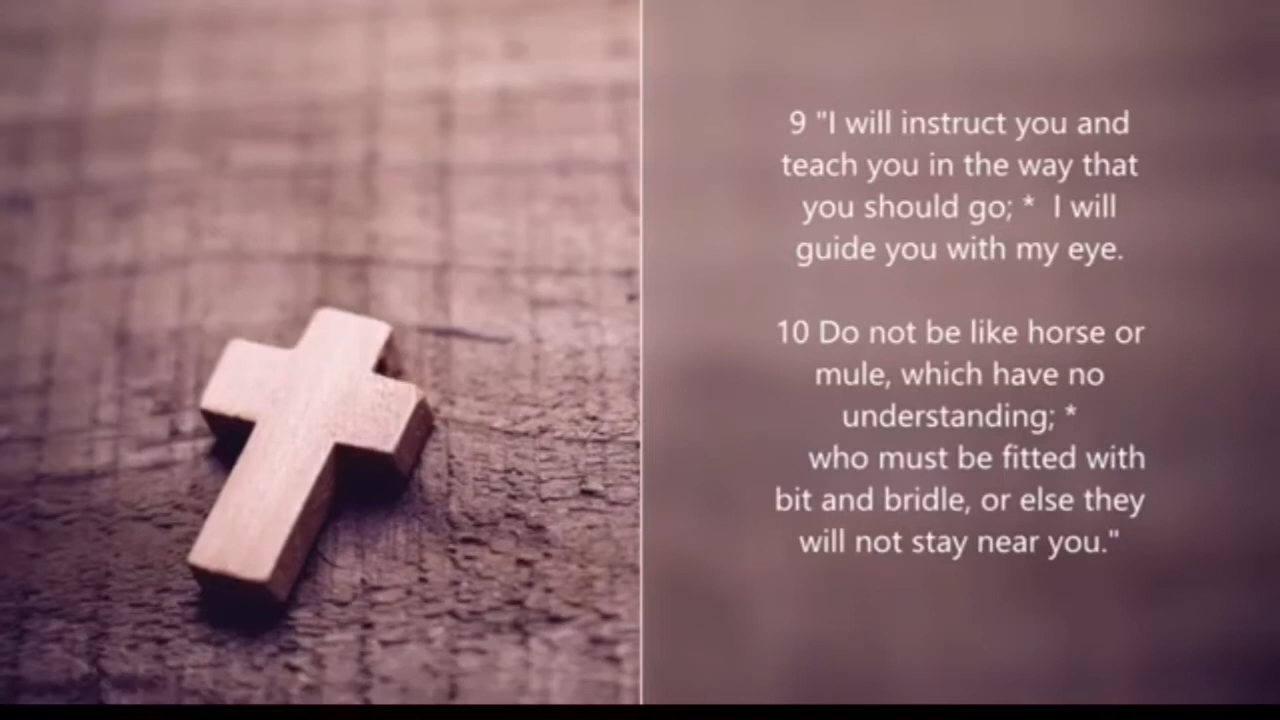 9 "I will instruct you and
teach you in the way that
you should go; *  I will
guide you with my eye.
10 Do not be like horse or
mule, which have no
understanding; *
who must be fitted with
bit and bridle, or else they
will not stay near you."